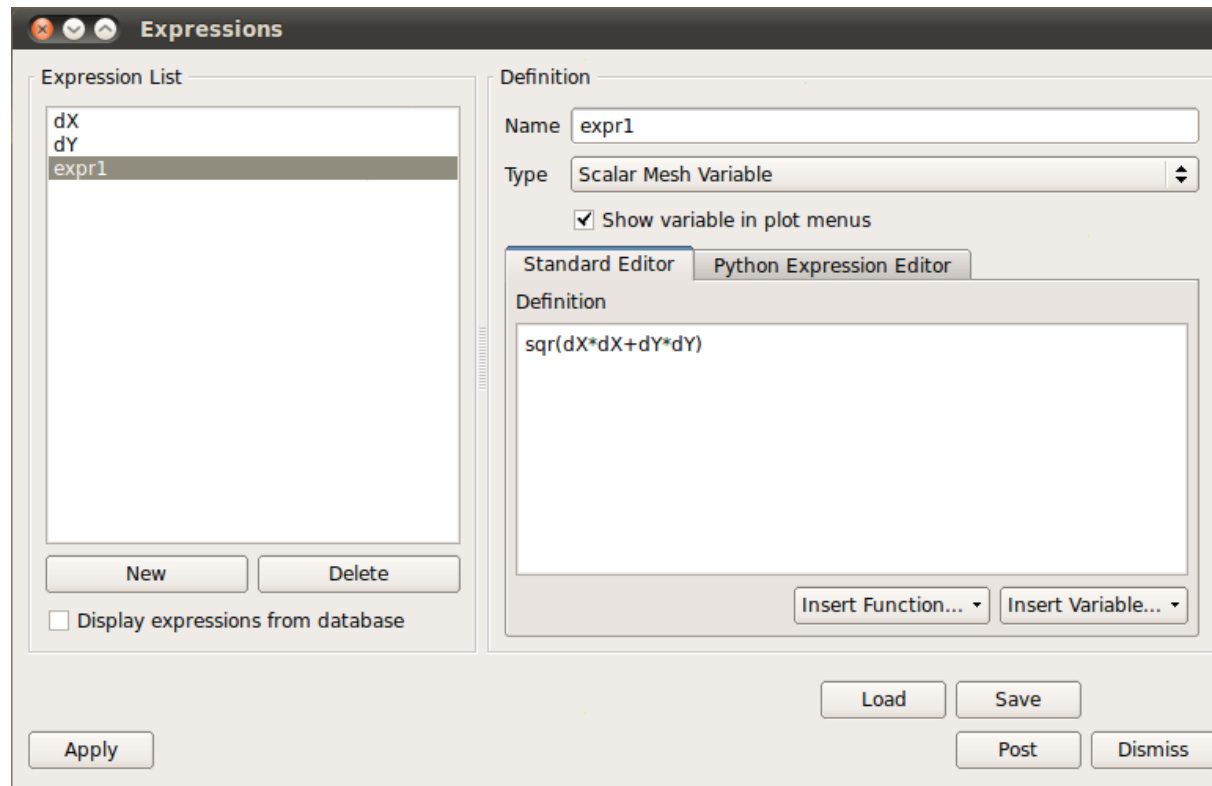 Expressions
Expression List
dX
dY
expr1
New
Delete
Display expressions from database
Definition
Name expr1
Type Scalar Mesh Variable
Show variable in plot menus
Standard Editor
Python Expression Editor
Definition
sqr(dX*dX+dY*dY)
Insert Function...
Insert Variable...
Load
Save
Apply
Post
Dismiss